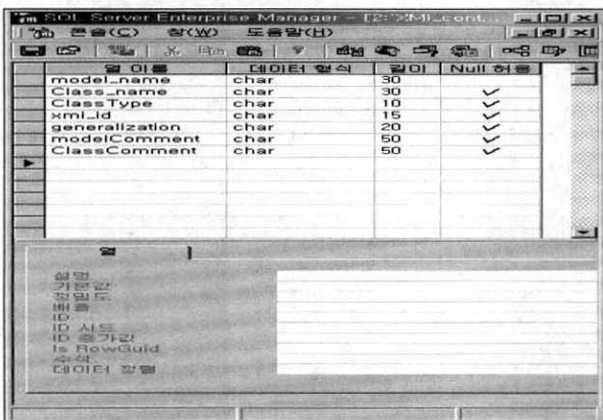 SQL Server Enterprise Manager - [2:'XMI_cont...
콘솔(C) 창(W) 도움말(H)
열 이름 데이터 형식 길이 Null 허용
model_name char 30
Class_name char 30
ClassType char 10
xmi_id char 15
generalization char 20
modelComment char 50
ClassComment char 50
열
설명
기본값
정밀도
배율
ID
ID 시드
ID 증가값
Is RowGuid
수식
데이터 정렬